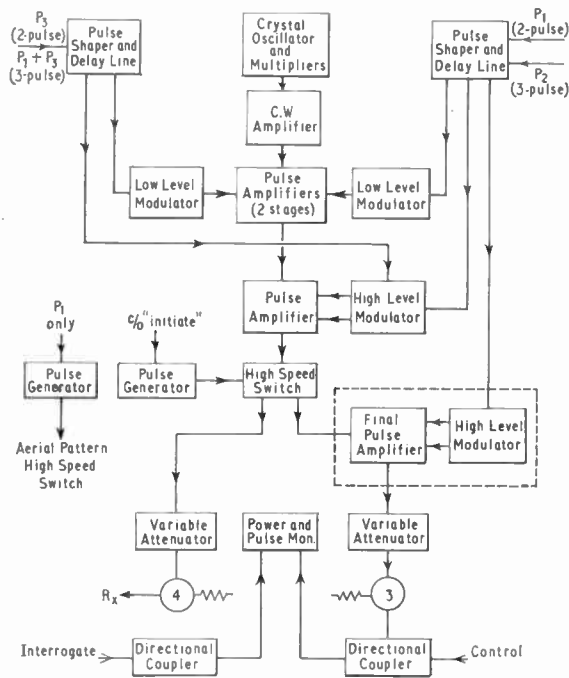 P3
(2-pulse)
P1 + P3
(3-pulse)
Pulse
Shaper and
Delay Line
Crystal
Oscillator
and
Multipliers
Pulse
Shaper and
Delay Line
P1
(2-pulse)
P2
(3-pulse)
C.W
Amplifier
Low Level
Modulator
Pulse
Amplifiers
(2 stages)
Low Level
Modulator
Pulse
Amplifier
High Level
Modulator
P1
only
c/o "initiate"
Pulse
Generator
Pulse
Generator
High Speed
Switch
Aerial Pattern
High Speed
Switch
Final
Pulse
Amplifier
High Level
Modulator
Variable
Attenuator
Power and
Pulse Mon.
Variable
Attenuator
Rx
4
3
Interrogate
Directional
Coupler
Directional
Coupler
Control